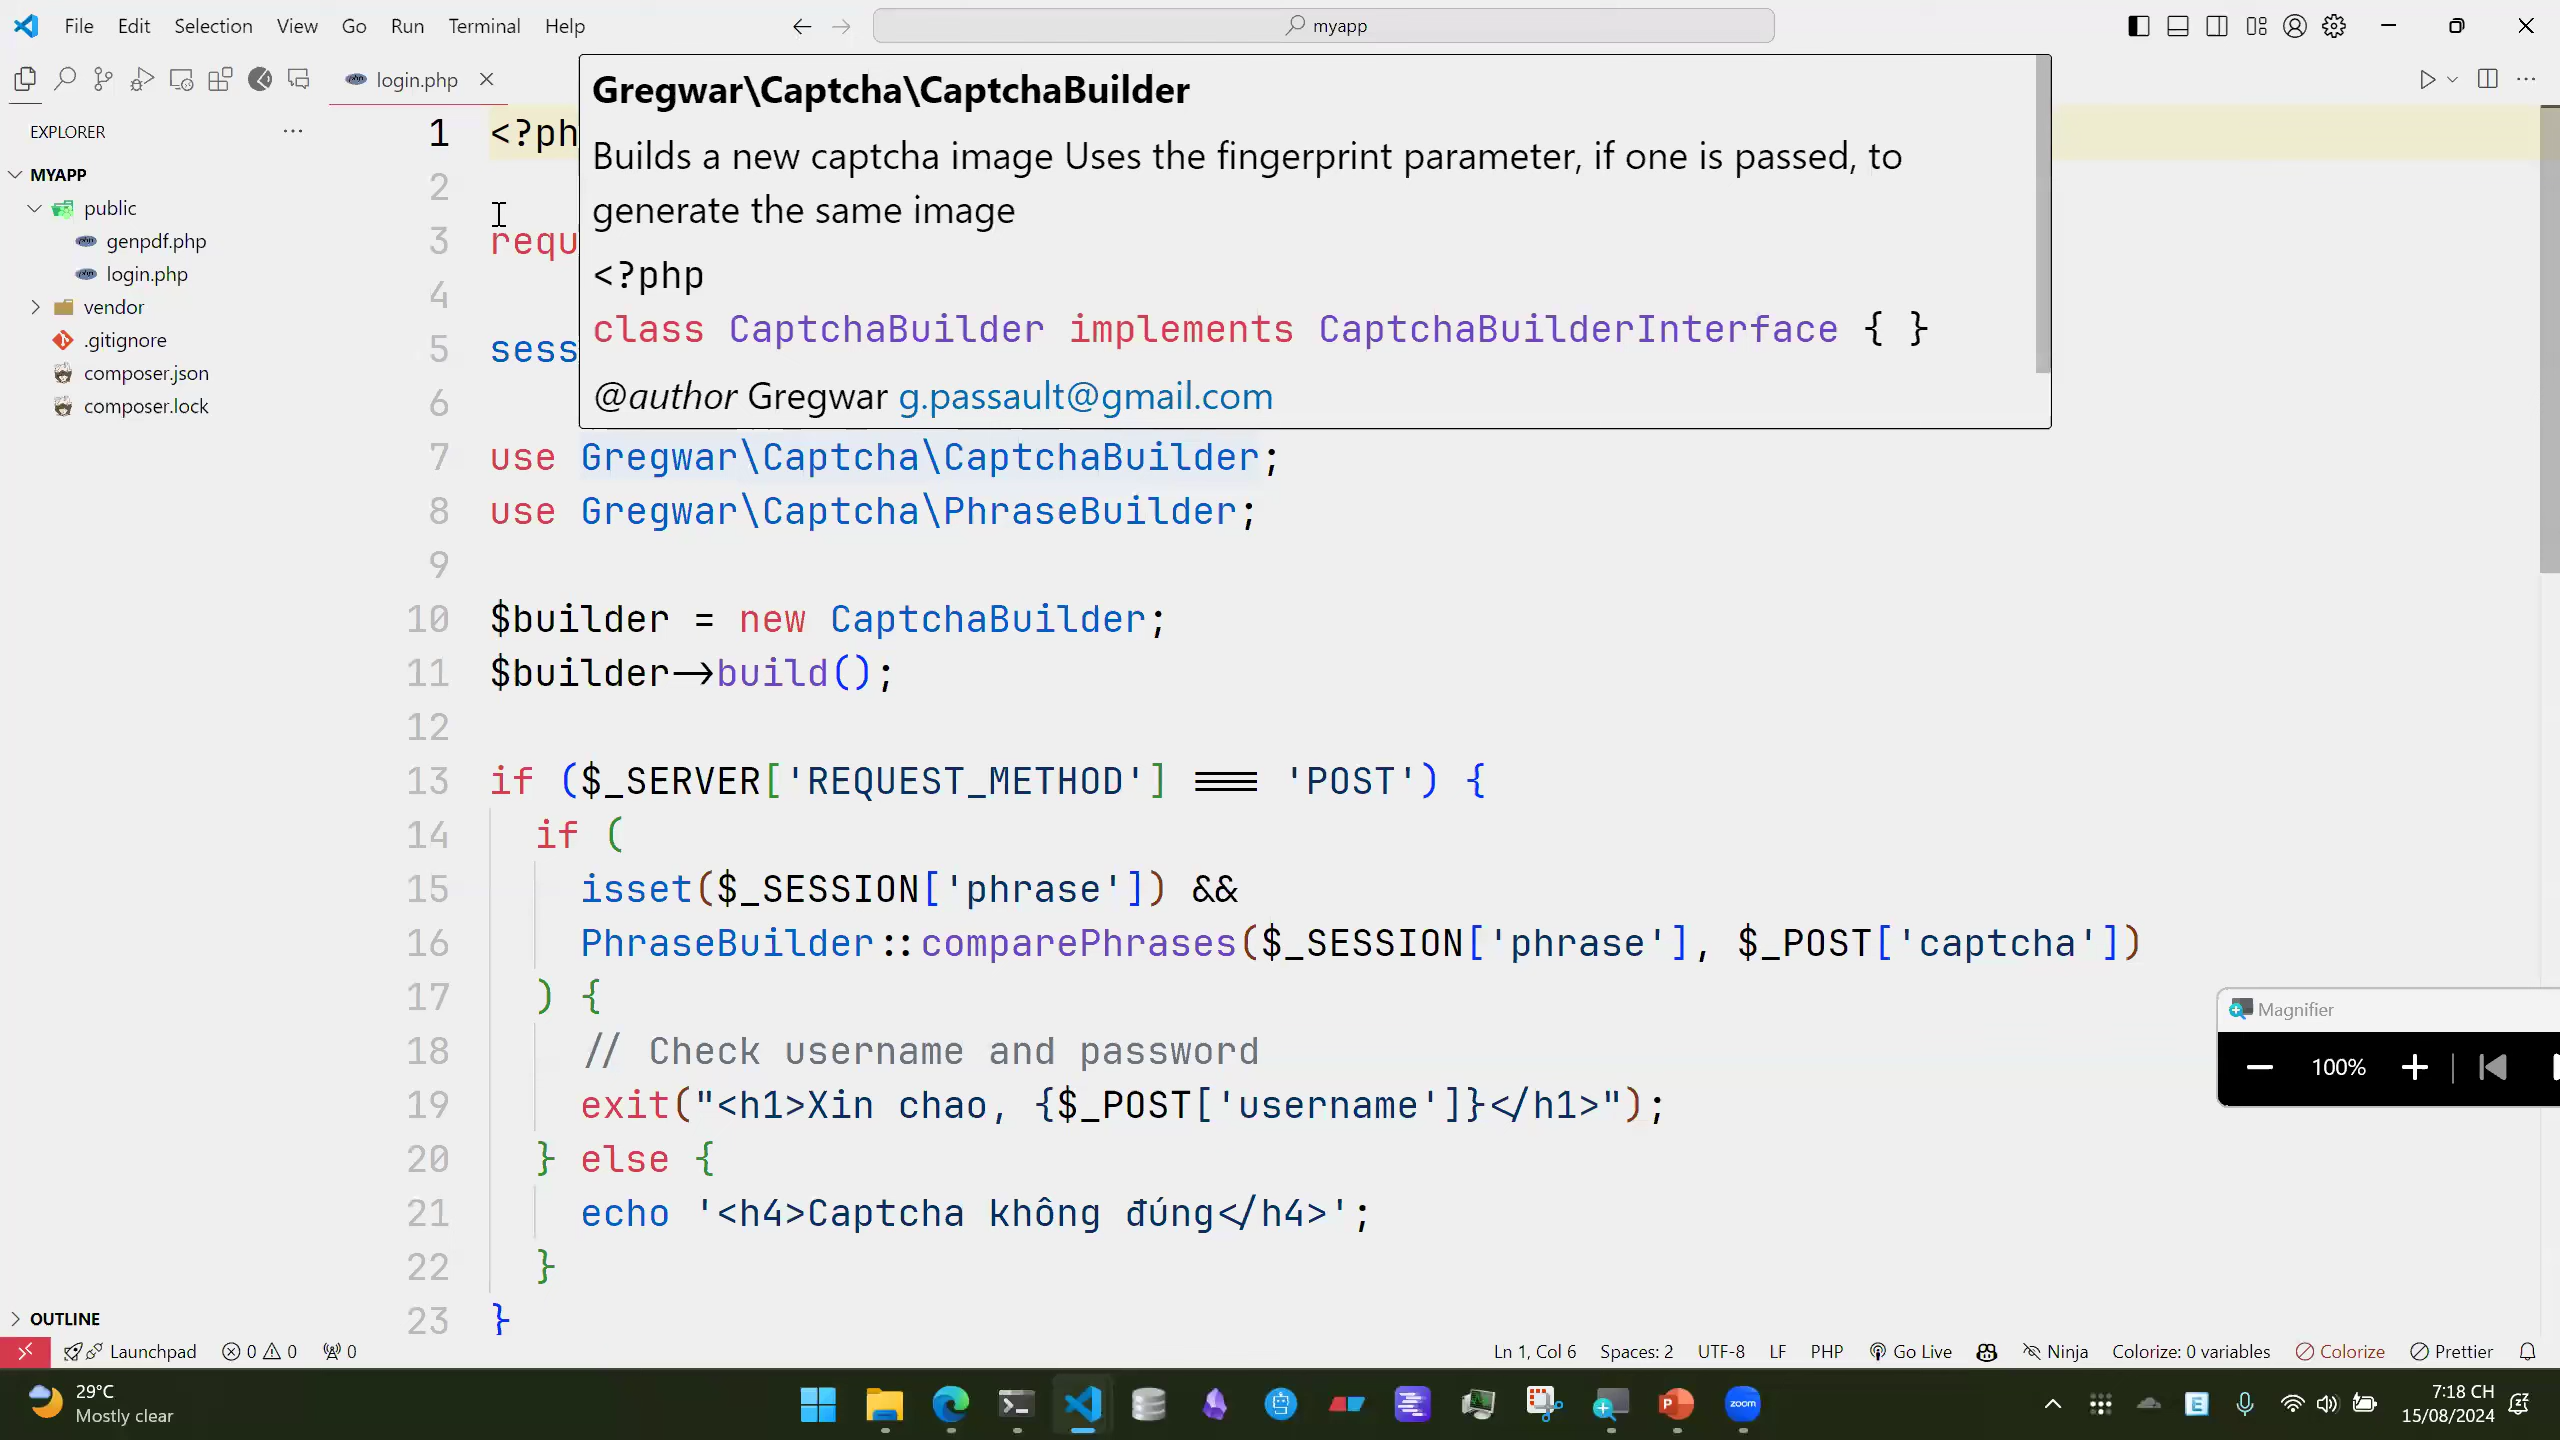 File Edit Selection View Go Run Terminal Help
myapp
login.php
EXPLORER
MYAPP
public
genpdf.php
login.php
vendor
.gitignore
composer.json
composer.lock
OUTLINE
Gregwar\Captcha\CaptchaBuilder
Builds a new captcha image Uses the fingerprint parameter, if one is passed, to
generate the same image
<?php
class CaptchaBuilder implements CaptchaBuilderInterface { }
@author Gregwar g.passault@gmail.com
1 <?ph
2
3 requ
4
5 sess
6
7 use Gregwar\Captcha\CaptchaBuilder;
8 use Gregwar\Captcha\PhraseBuilder;
9
10 $builder = new CaptchaBuilder;
11 $builder->build();
12
13 if ($_SERVER['REQUEST_METHOD'] === 'POST') {
14 if (
15 isset($_SESSION['phrase']) &&
16 PhraseBuilder::comparePhrases($_SESSION['phrase'], $_POST['captcha'])
17 ) {
18 // Check username and password
19 exit("<h1>Xin chao, {$_POST['username']}</h1>");
20 } else {
21 echo '<h4>Captcha không đúng</h4>';
22 }
23 }
Magnifier
100%
Launchpad 0 0 0
Ln 1, Col 6 Spaces: 2 UTF-8 LF PHP Go Live Ninja Colorize: 0 variables Colorize Prettier
29°C
Mostly clear
zoom
7:18 CH
15/08/2024